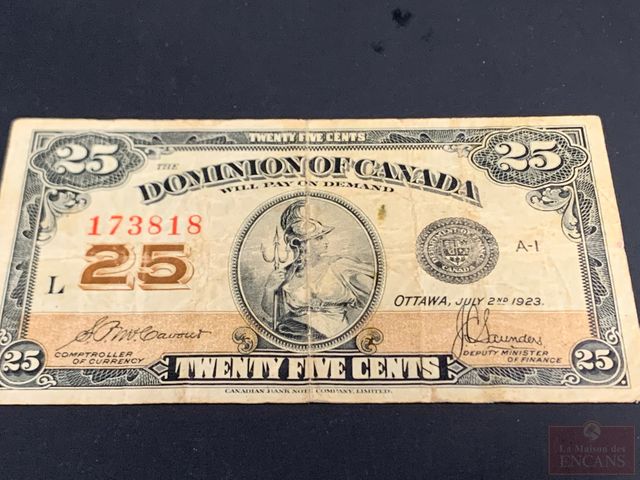 TWENTY FIVE CENTS
25 25
THE
DOMINION OF CANADA
WILL PAY ON DEMAND
173818
L 25
A-1
OTTAWA, JULY 2ND 1923.
COMPTROLLER
OF CURRENCY
J.C. Saunders
DEPUTY MINISTER
OF FINANCE
25 TWENTY FIVE CENTS 25
CANADIAN BANK NOTE COMPANY, LIMITED.
La Maison des
ENCANS